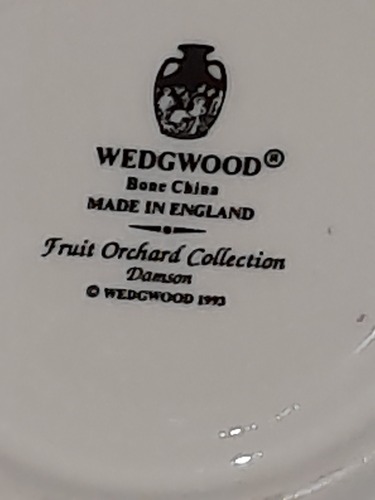 WEDGWOOD®
Bone China
MADE IN ENGLAND
Fruit Orchard Collection
Damson
© WEDGWOOD 1993